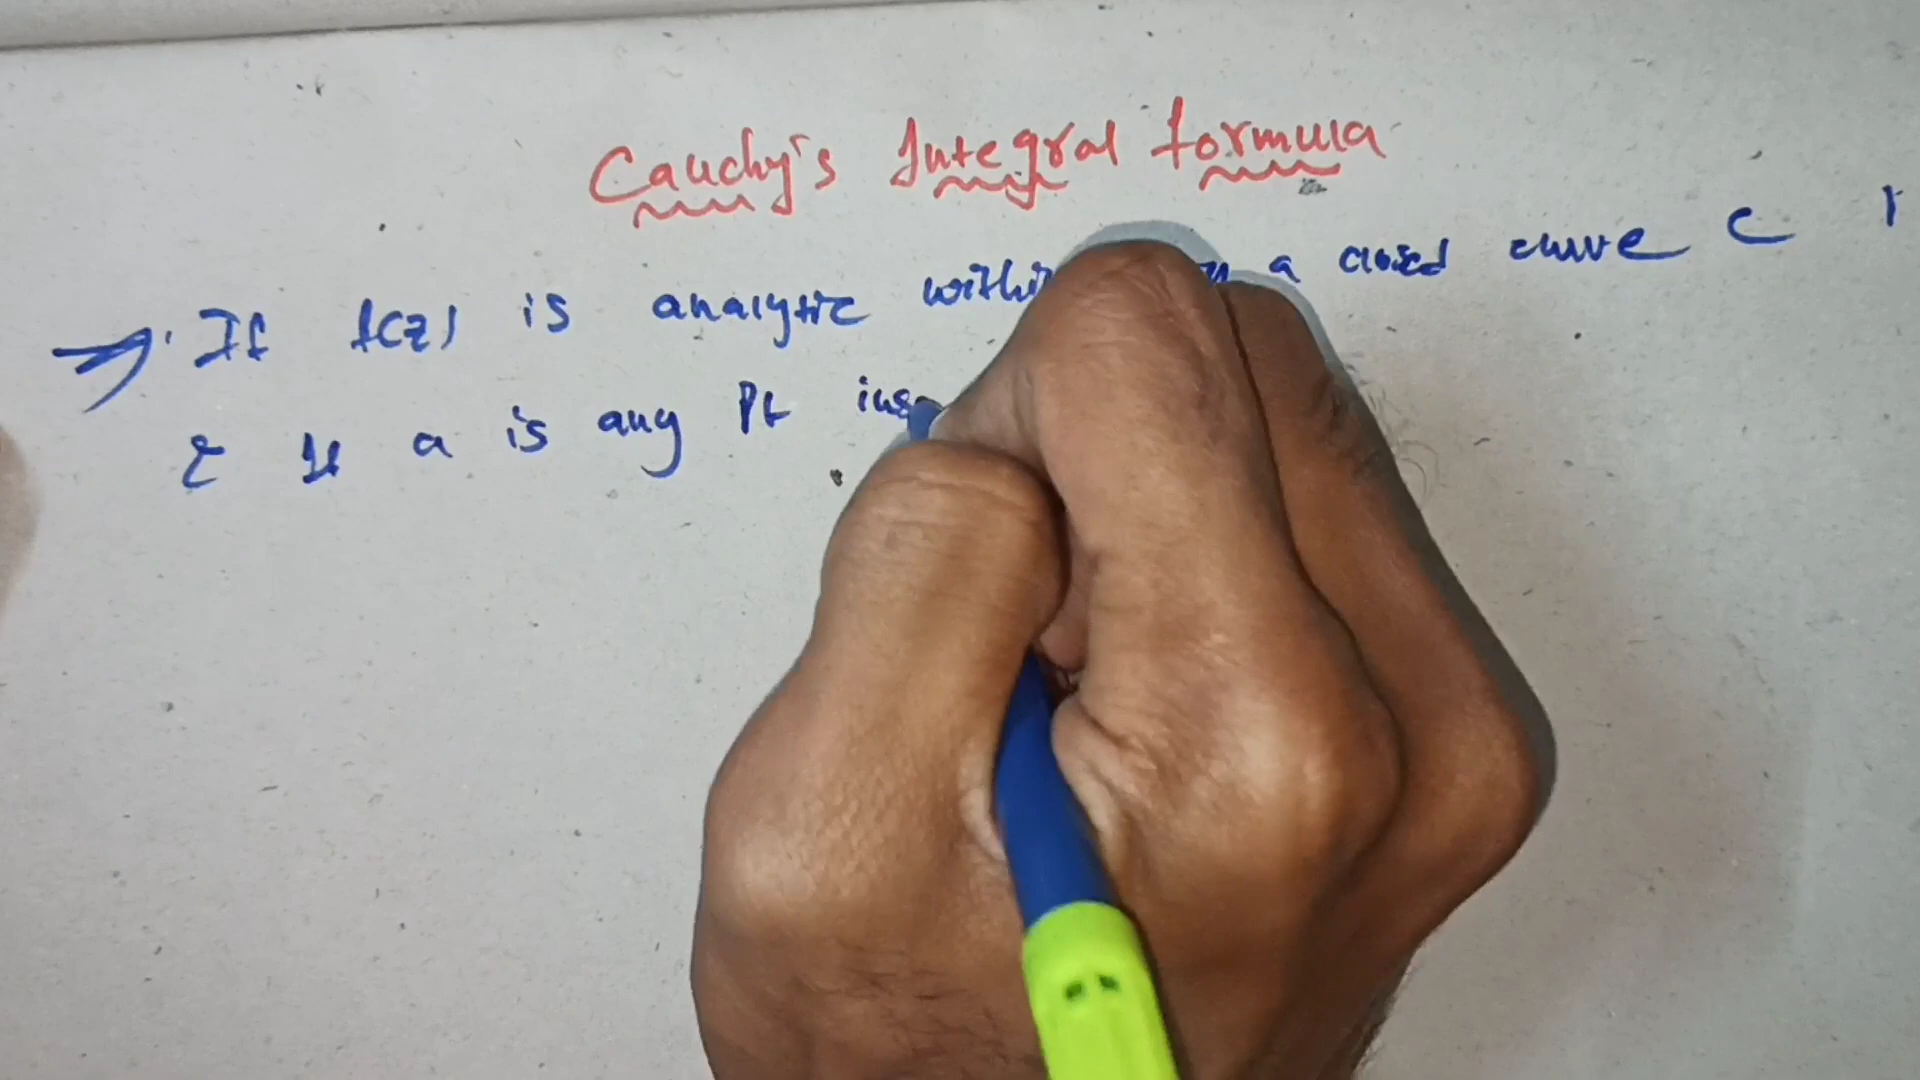 Cauchy's Integral formula
If f(z) is analytic a closed curve C
& If a is any Pt